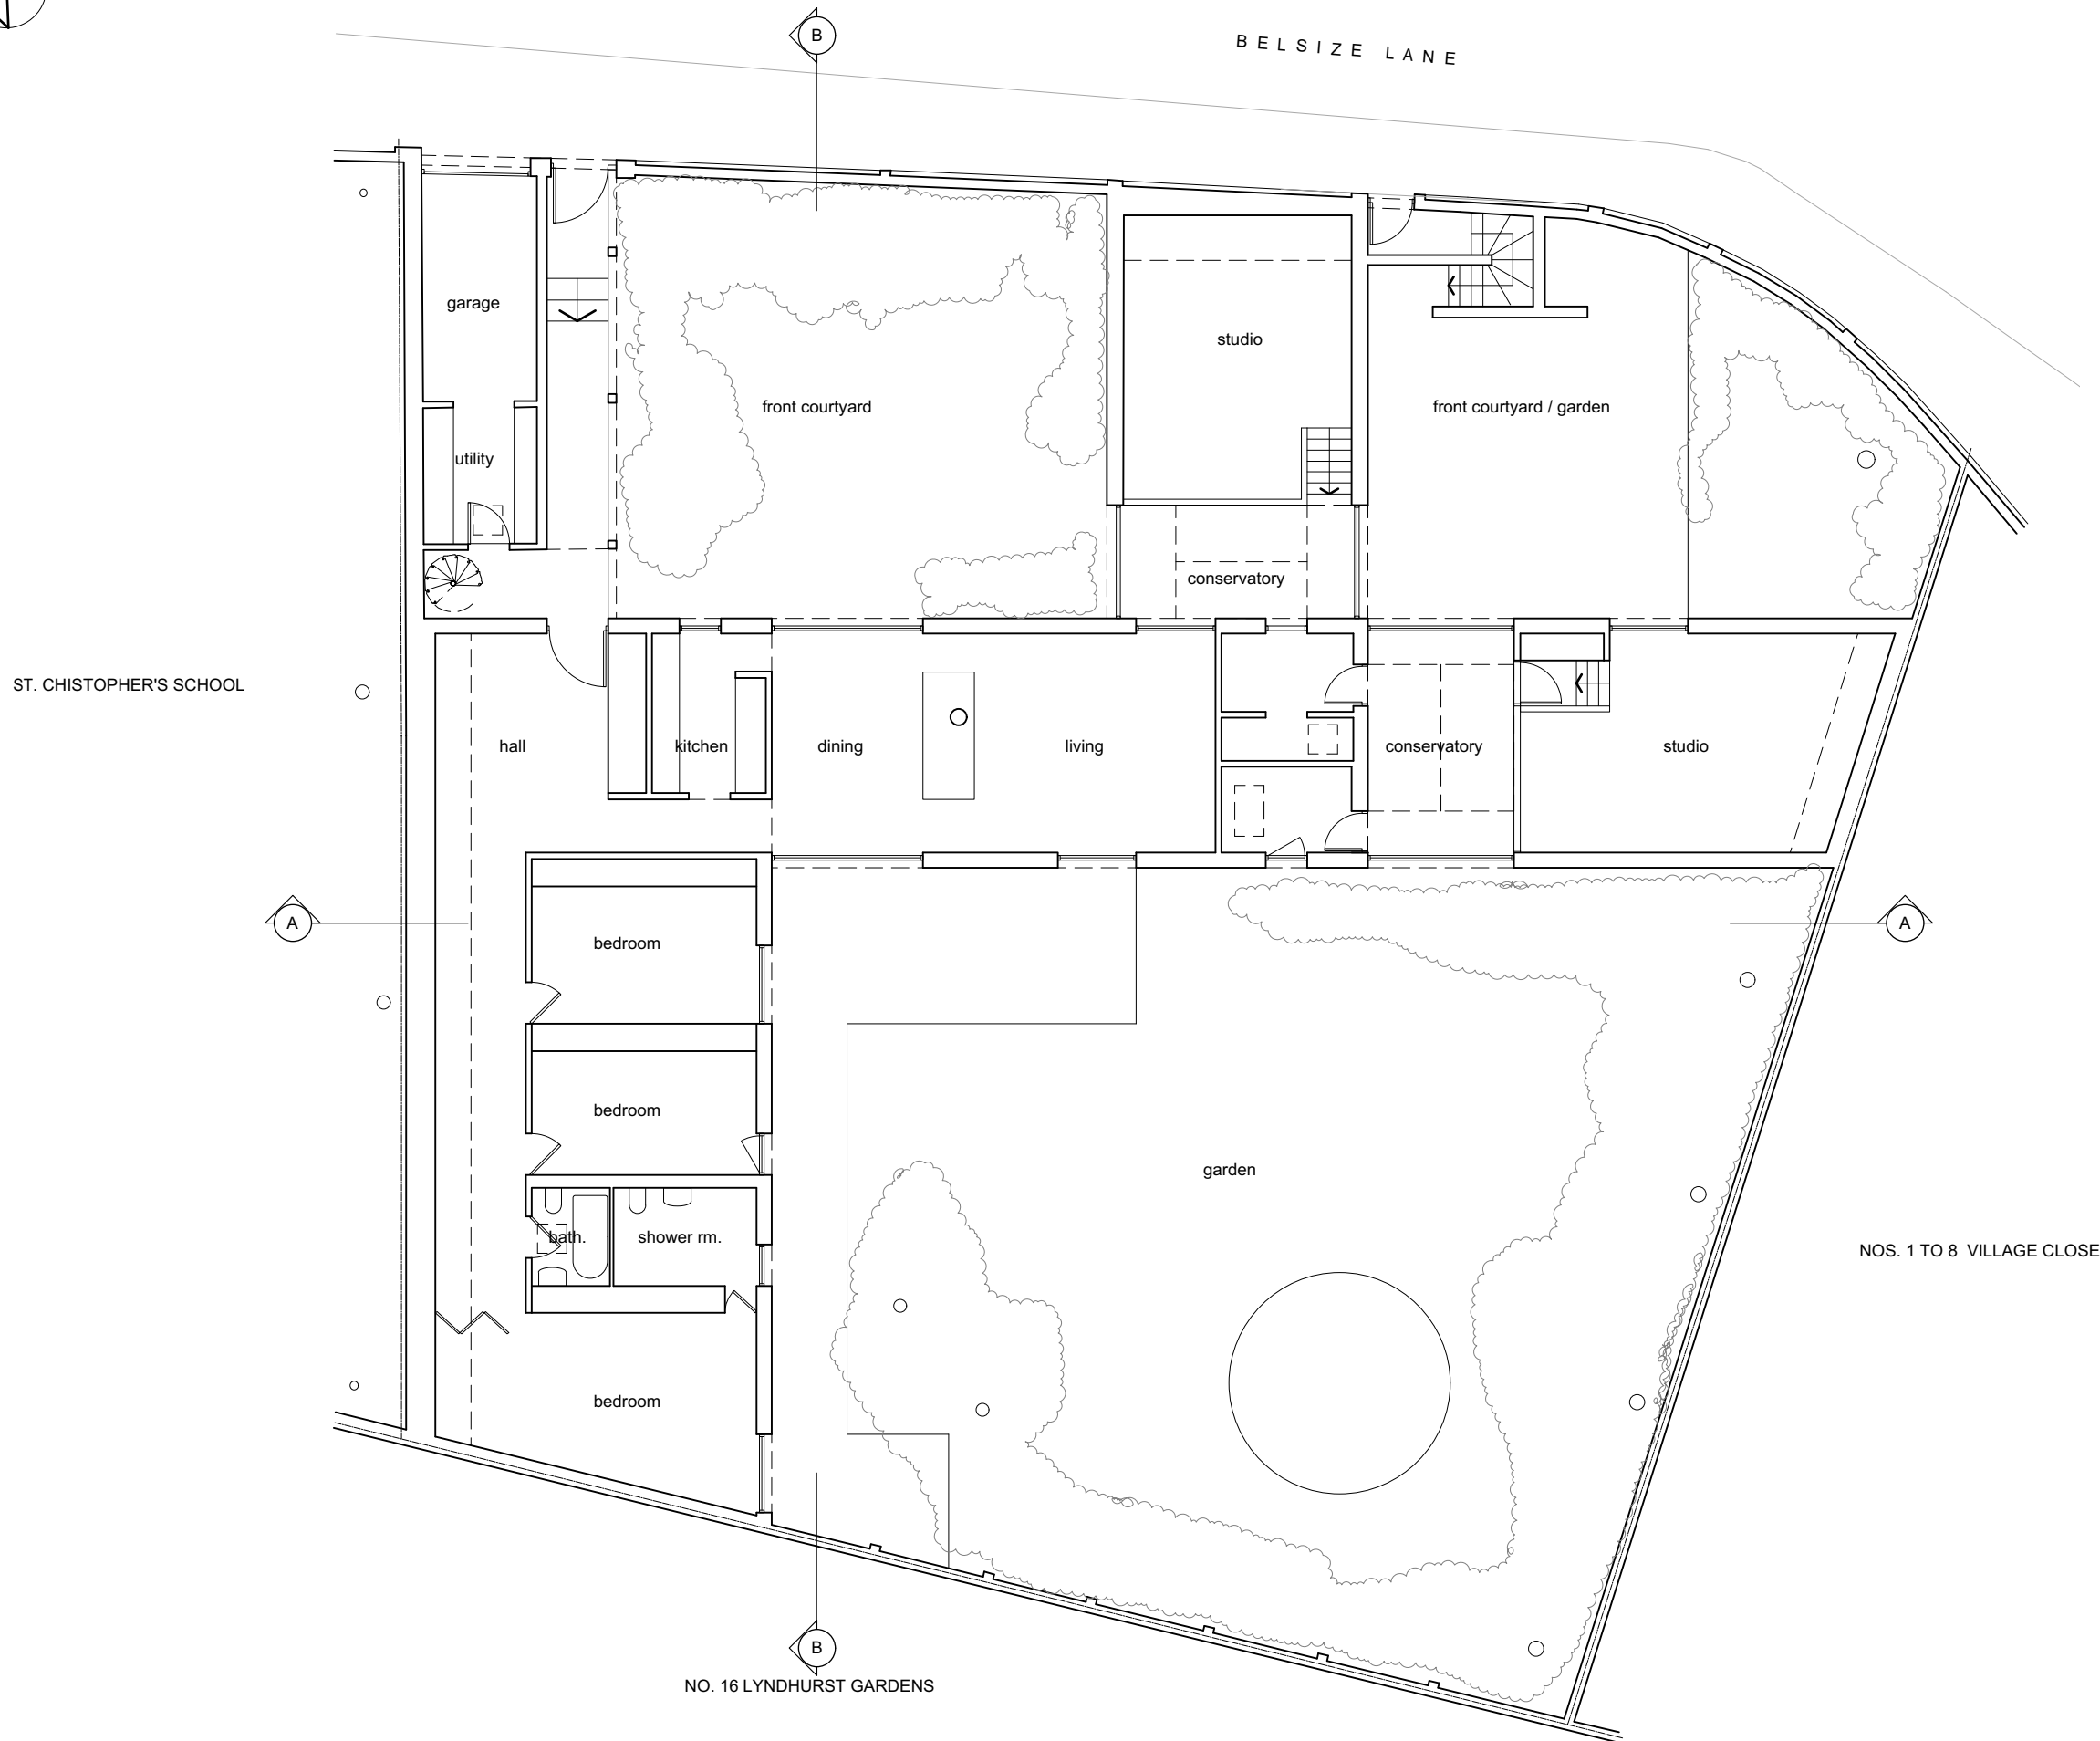 B
BELSIZE LANE
garage
studio
front courtyard
front courtyard / garden
utility
conservatory
ST. CHISTOPHER'S SCHOOL
hall
kitchen
dining
living
conservatory
studio
A
A
bedroom
bedroom
garden
bath.
shower rm.
NOS. 1 TO 8 VILLAGE CLOSE
bedroom
B
NO. 16 LYNDHURST GARDENS